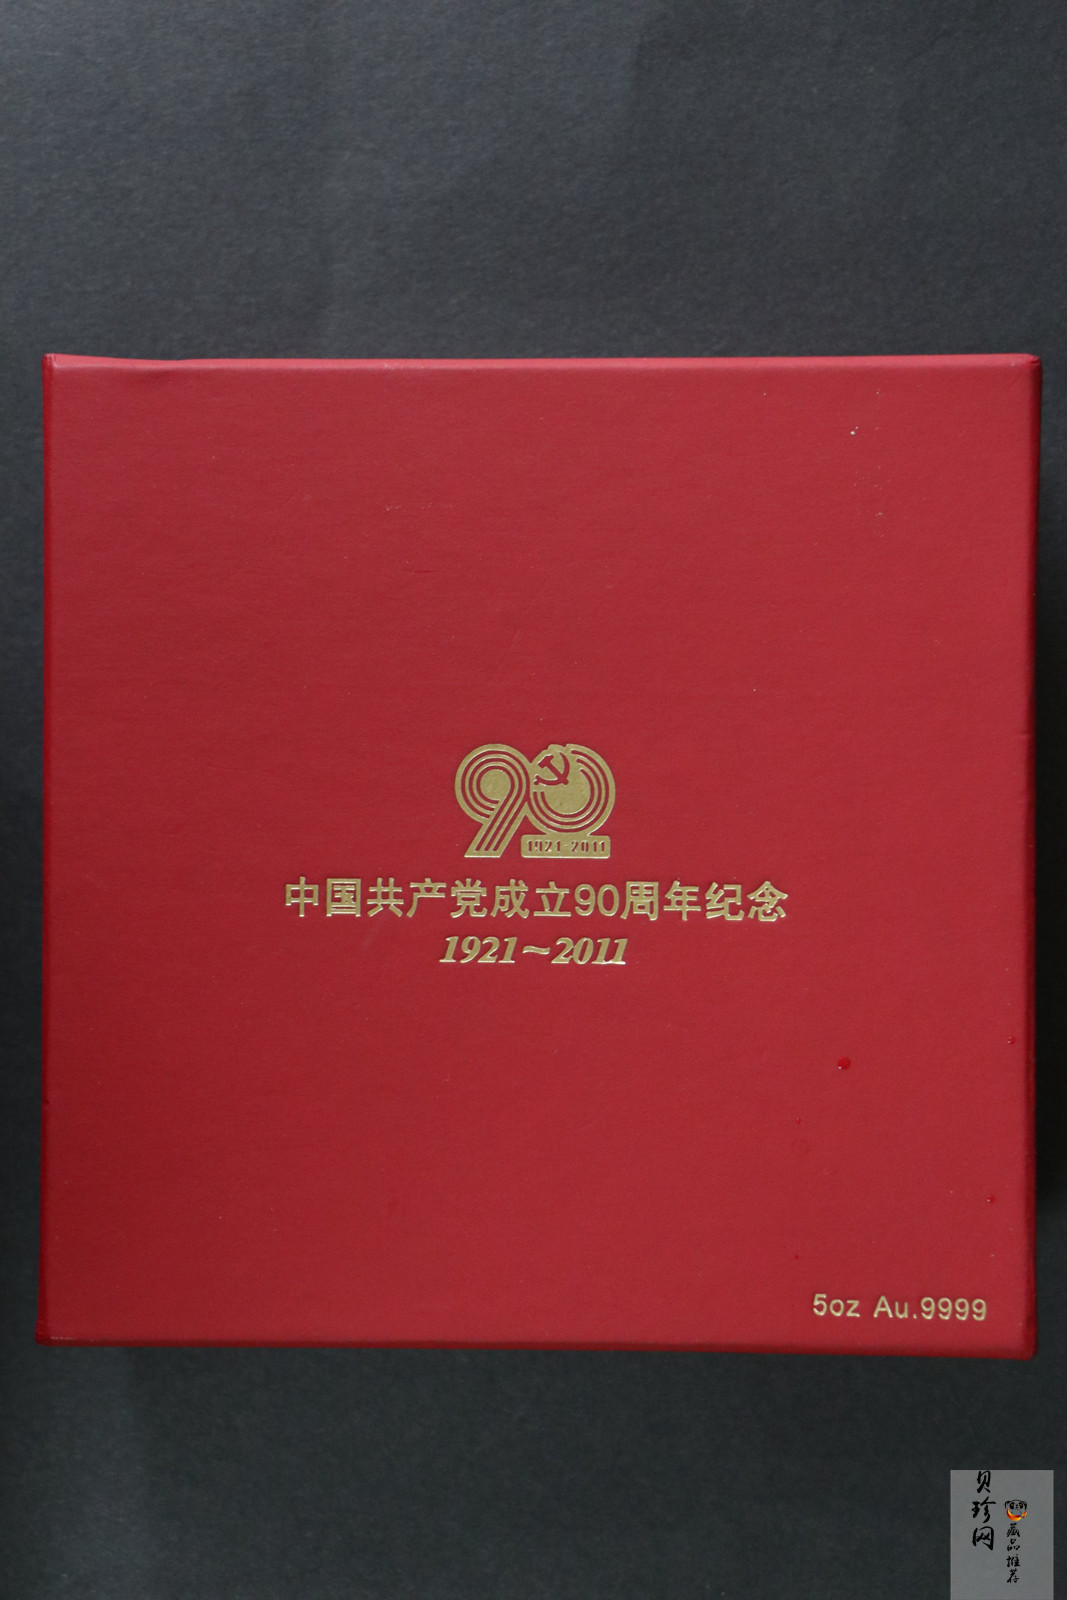 90
1921-2011
中国共产党成立90周年纪念
1921~2011
5oz Au.9999
贝珍网
藏品推荐